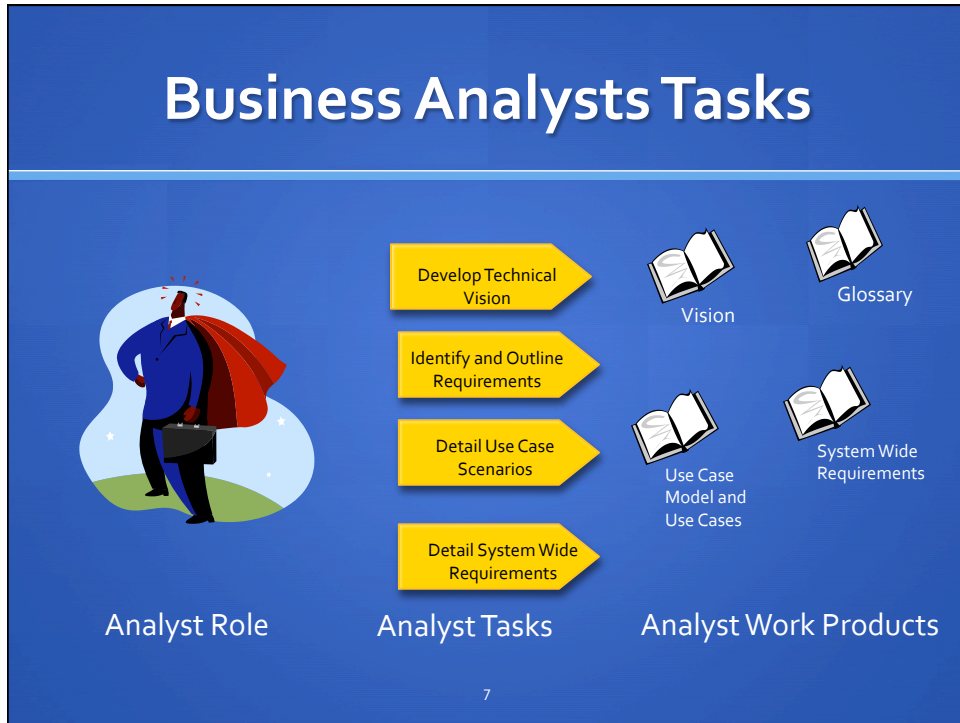 Business Analysts Tasks
Develop Technical
Vision
Identify and Outline
Requirements
Detail Use Case
Scenarios
Detail System Wide
Requirements
Vision
Glossary
Use Case
Model and
Use Cases
System Wide
Requirements
Analyst Role
Analyst Tasks
Analyst Work Products
7